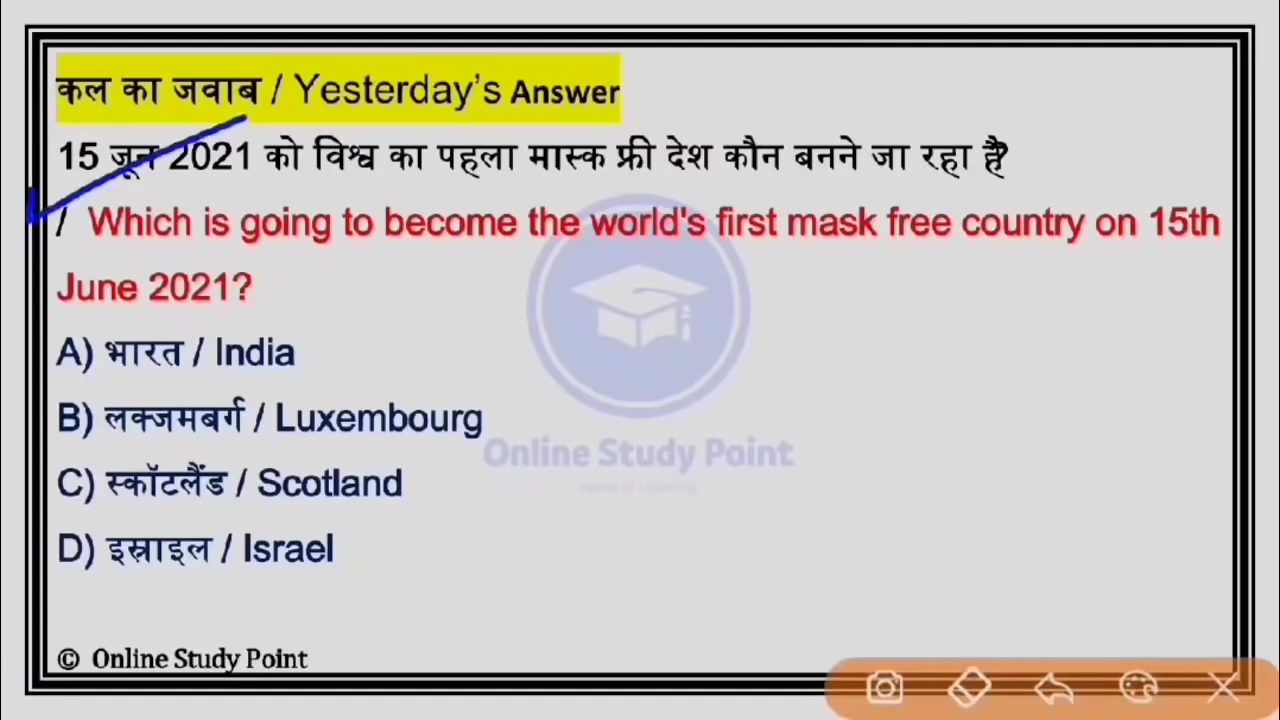 कल का जवाब / Yesterday's Answer
15 जून 2021 को विश्व का पहला मास्क फ्री देश कौन बनने जा रहा है?
/ Which is going to become the world's first mask free country on 15th
June 2021?
A) भारत / India
B) लक्जमबर्ग / Luxembourg
C) स्कॉटलैंड / Scotland
D) इस्राइल / Israel
Online Study Point
© Online Study Point